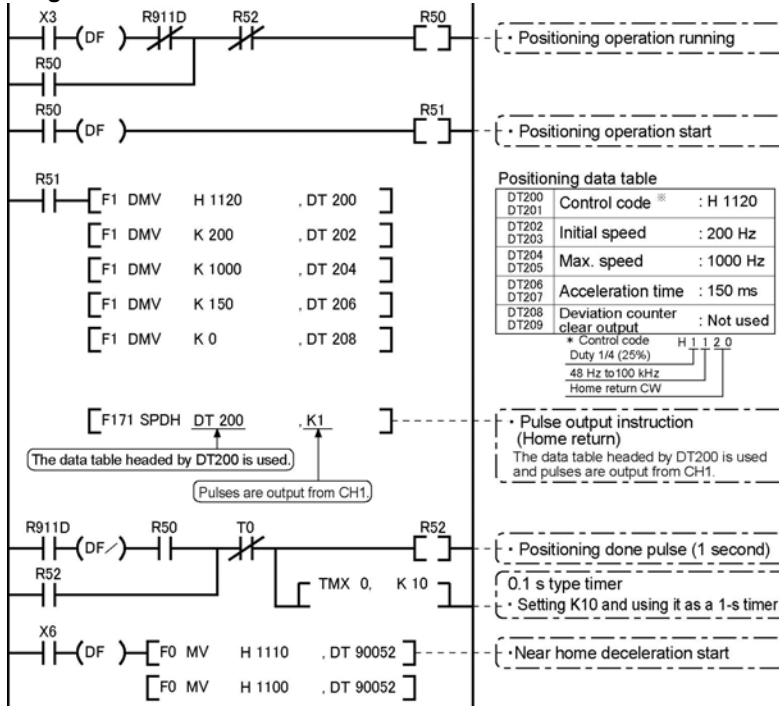 X3 (DF ) R911D R52 R50 · Positioning operation running
R50
R50 (DF ) R51 · Positioning operation start
R51
F1 DMV H 1120 , DT 200
F1 DMV K 200 , DT 202
F1 DMV K 1000 , DT 204
F1 DMV K 150 , DT 206
F1 DMV K 0 , DT 208
Positioning data table
DT200 DT201 Control code ※ : H 1120
DT202 DT203 Initial speed : 200 Hz
DT204 DT205 Max. speed : 1000 Hz
DT206 DT207 Acceleration time : 150 ms
DT208 DT209 Deviation counter clear output : Not used
* Control code H 1 1 2 0
Duty 1/4 (25%)
48 Hz to100 kHz
Home return CW
F171 SPDH DT 200 , K1
The data table headed by DT200 is used.
Pulses are output from CH1.
· Pulse output instruction
(Home return)
The data table headed by DT200 is used
and pulses are output from CH1.
R911D (DF/) R50 T0 R52 · Positioning done pulse (1 second)
R52
TMX 0, K 10
0.1 s type timer
· Setting K10 and using it as a 1-s timer
X6 (DF ) F0 MV H 1110 , DT 90052 · Near home deceleration start
F0 MV H 1100 , DT 90052